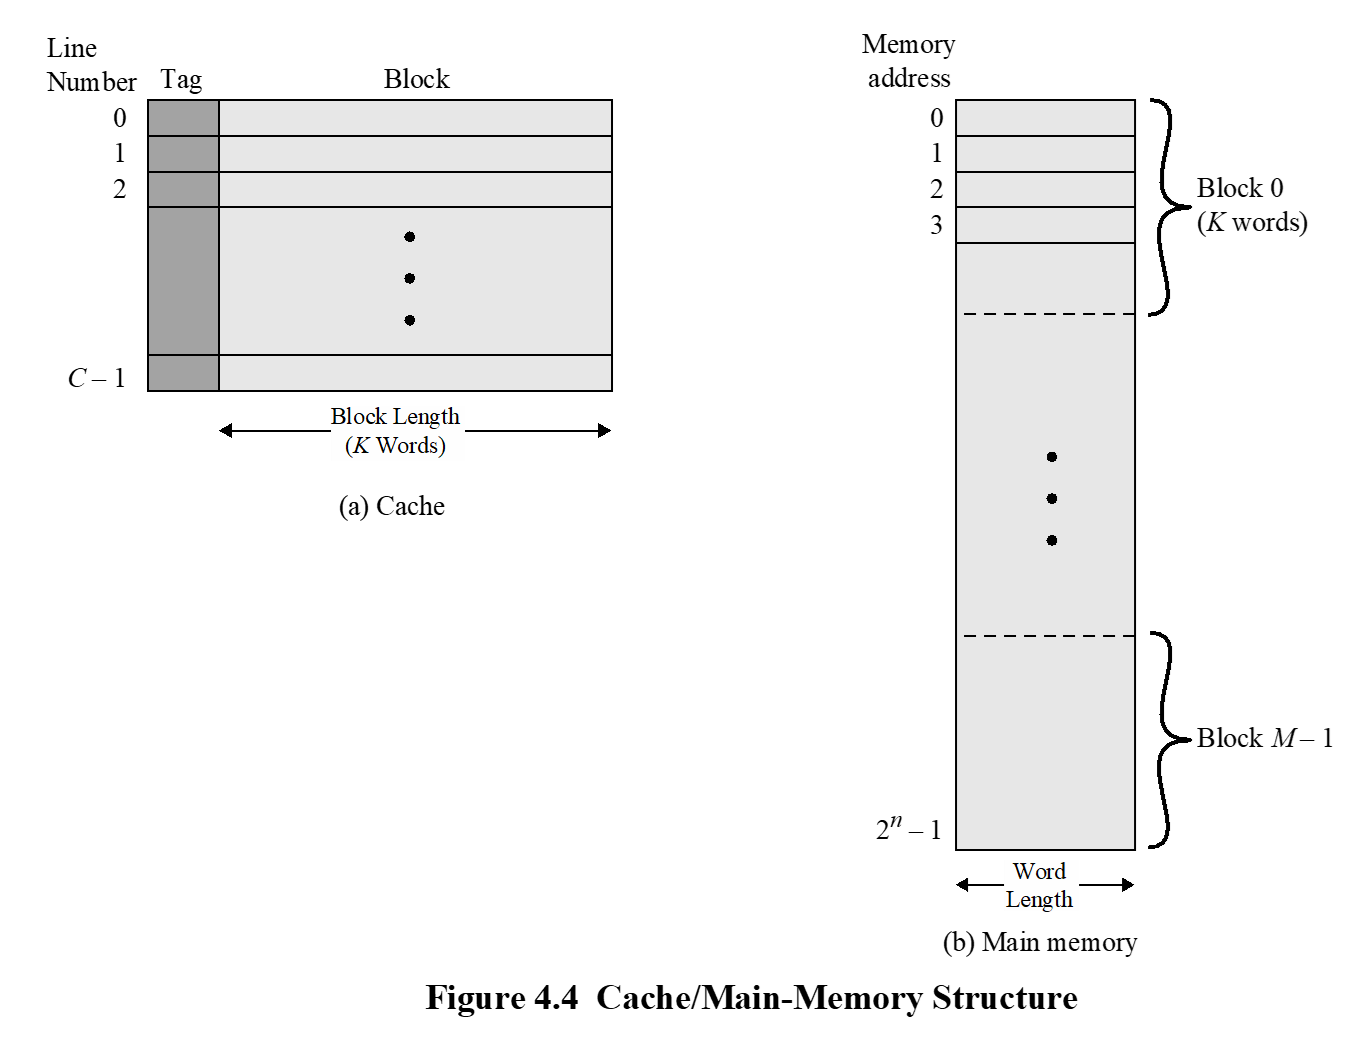 Line
Number
Tag
Block
0
1
2
C – 1
Block Length
(K Words)
(a) Cache
Memory
address
0
1
2
3
Block 0
(K words)
Block M – 1
2ⁿ – 1
Word
Length
(b) Main memory
Figure 4.4 Cache/Main-Memory Structure